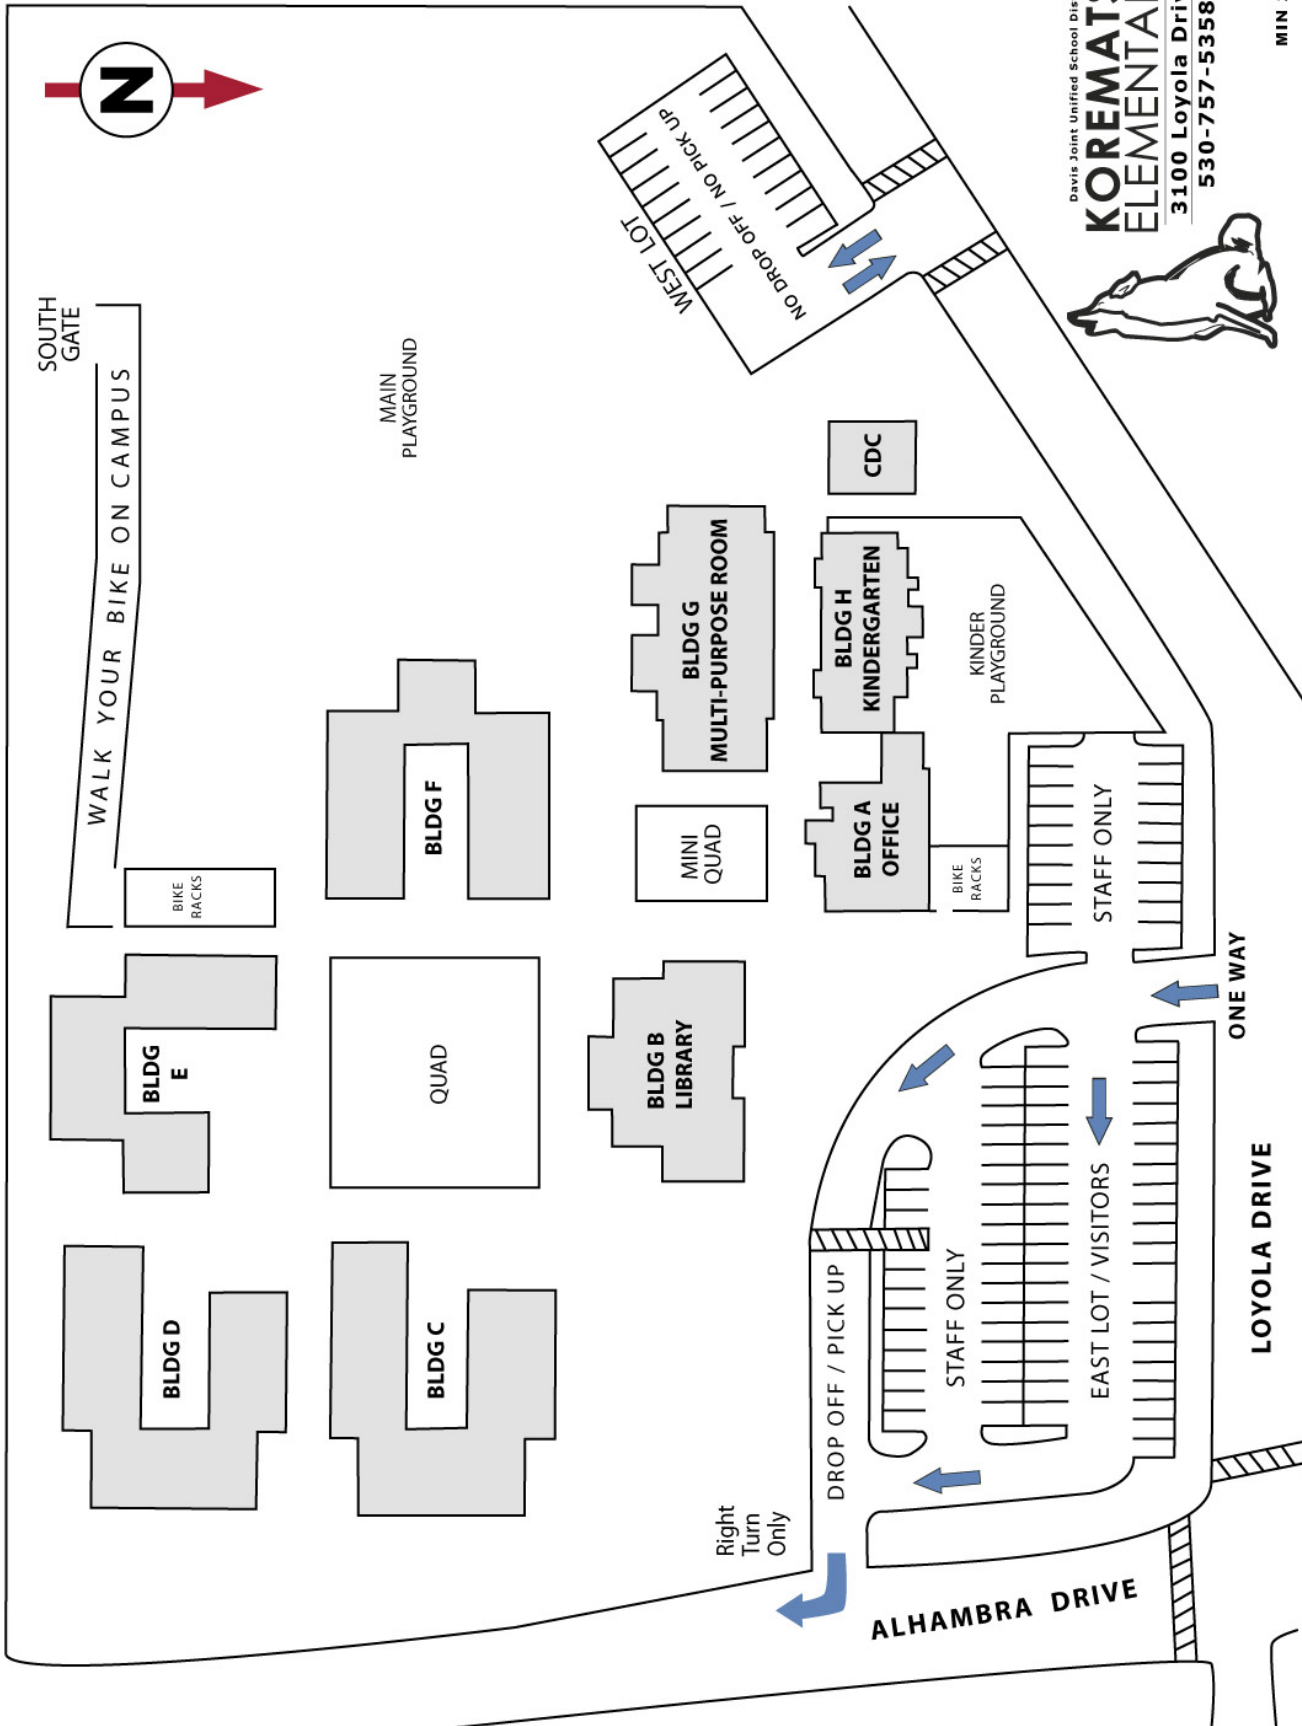 N
SOUTH
GATE
WALK YOUR BIKE ON CAMPUS
MAIN
PLAYGROUND
WEST LOT
NO DROP OFF / NO PICK UP
BIKE
RACKS
BLDG F
BLDG G
MULTI-PURPOSE ROOM
CDC
BLDG H
KINDERGARTEN
KINDER
PLAYGROUND
MINI
QUAD
BLDG A
OFFICE
BIKE
RACKS
STAFF ONLY
BLDG
E
QUAD
BLDG B
LIBRARY
ONE WAY
BLDG D
BLDG C
DROP OFF / PICK UP
STAFF ONLY
EAST LOT / VISITORS
LOYOLA DRIVE
Right
Turn
Only
ALHAMBRA DRIVE
Davis Joint Unified School Dis
KOREMATS
ELEMENTA
3100 Loyola Driv
530-757-5358
MIN